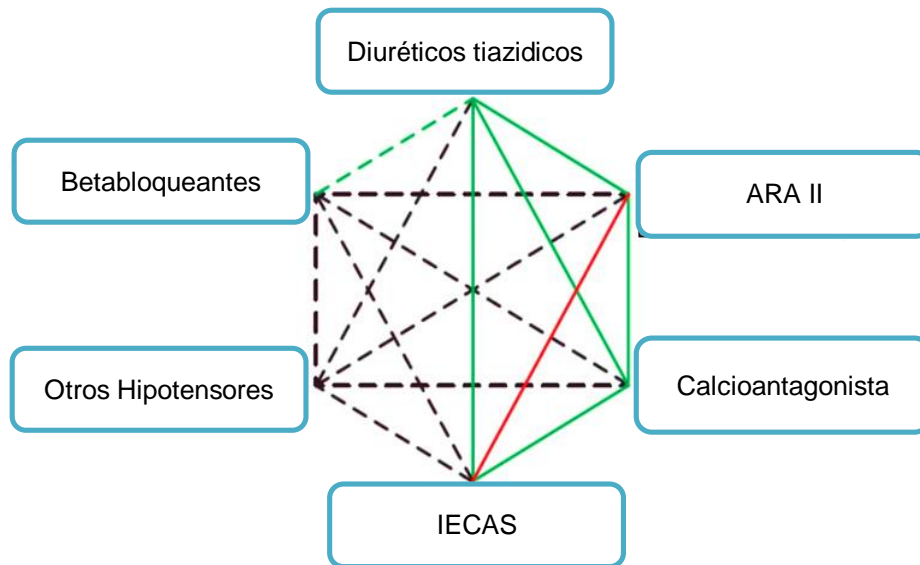 Diuréticos tiazidicos
Betabloqueantes
ARA II
Otros Hipotensores
Calcioantagonista
IECAS